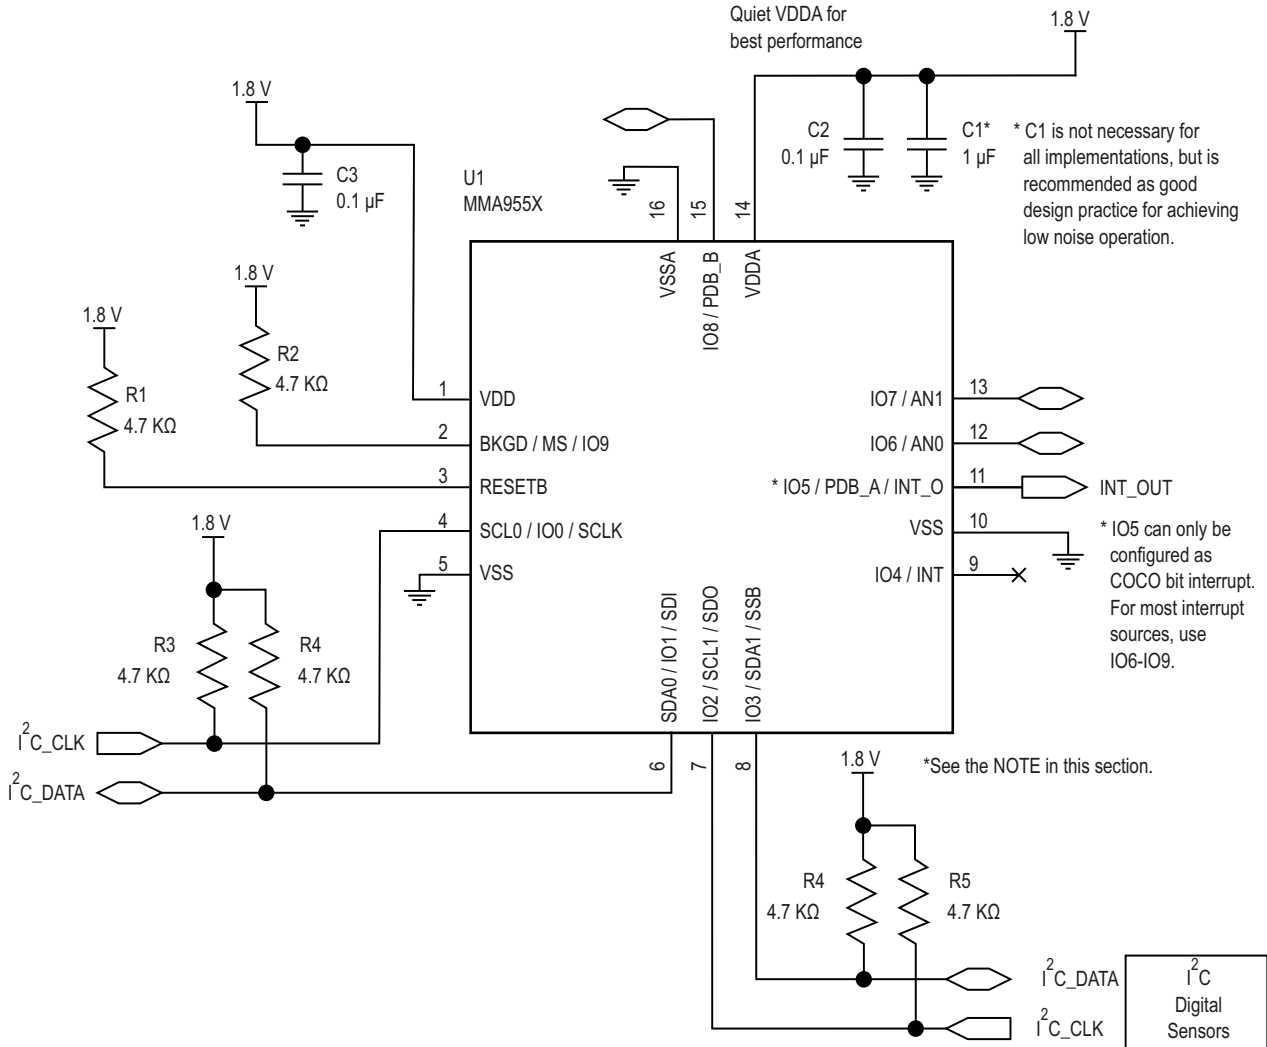 Quiet VDDA for
best performance
1.8 V
1.8 V
C3
0.1 µF
C2
0.1 µF
C1*
1 µF
* C1 is not necessary for
all implementations, but is
recommended as good
design practice for achieving
low noise operation.
U1
MMA955X
16
15
14
VSSA
IO8 / PDB_B
VDDA
1.8 V
R2
4.7 KΩ
1.8 V
R1
4.7 KΩ
1
VDD
2
BKGD / MS / IO9
3
RESETB
4
SCL0 / IO0 / SCLK
5
VSS
IO7 / AN1
13
IO6 / AN0
12
* IO5 / PDB_A / INT_O
11
INT_OUT
VSS
10
IO4 / INT
9
* IO5 can only be
configured as
COCO bit interrupt.
For most interrupt
sources, use
IO6-IO9.
1.8 V
R3
4.7 KΩ
R4
4.7 KΩ
SDA0 / IO1 / SDI
IO2 / SCL1 / SDO
IO3 / SDA1 / SSB
6
7
8
I²C_CLK
I²C_DATA
1.8 V
*See the NOTE in this section.
R4
4.7 KΩ
R5
4.7 KΩ
I²C_DATA
I²C_CLK
I²C
Digital
Sensors